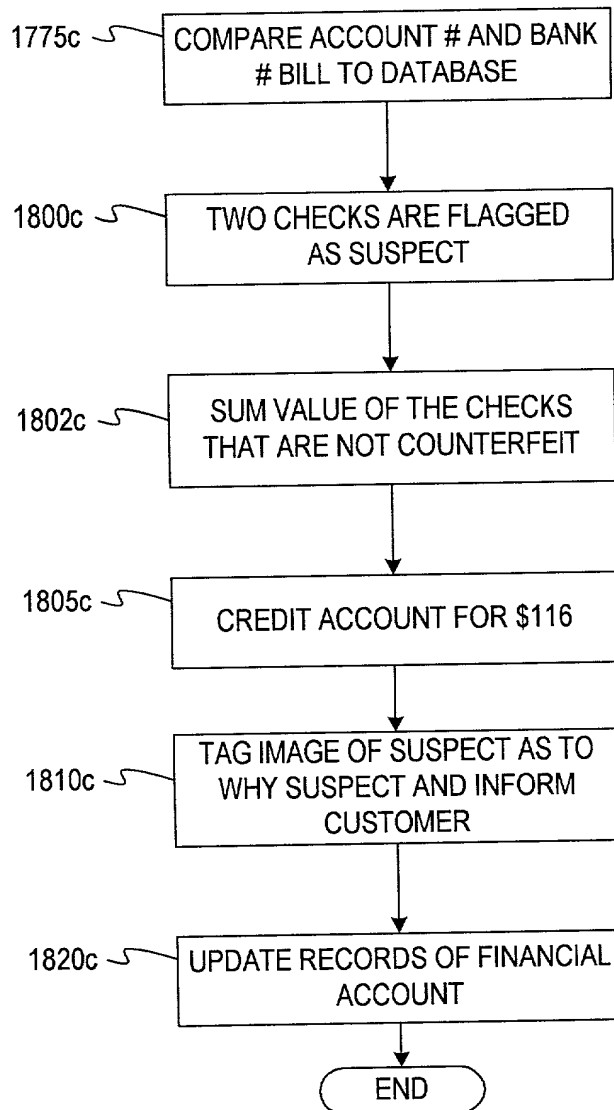 1775c
COMPARE ACCOUNT # AND BANK
# BILL TO DATABASE
1800c
TWO CHECKS ARE FLAGGED
AS SUSPECT
1802c
SUM VALUE OF THE CHECKS
THAT ARE NOT COUNTERFEIT
1805c
CREDIT ACCOUNT FOR $116
1810c
TAG IMAGE OF SUSPECT AS TO
WHY SUSPECT AND INFORM
CUSTOMER
1820c
UPDATE RECORDS OF FINANCIAL
ACCOUNT
END